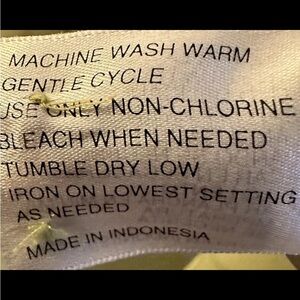 MACHINE WASH WARM
GENTLE CYCLE
USE ONLY NON-CHLORINE
BLEACH WHEN NEEDED
TUMBLE DRY LOW
IRON ON LOWEST SETTING
AS NEEDED
MADE IN INDONESIA